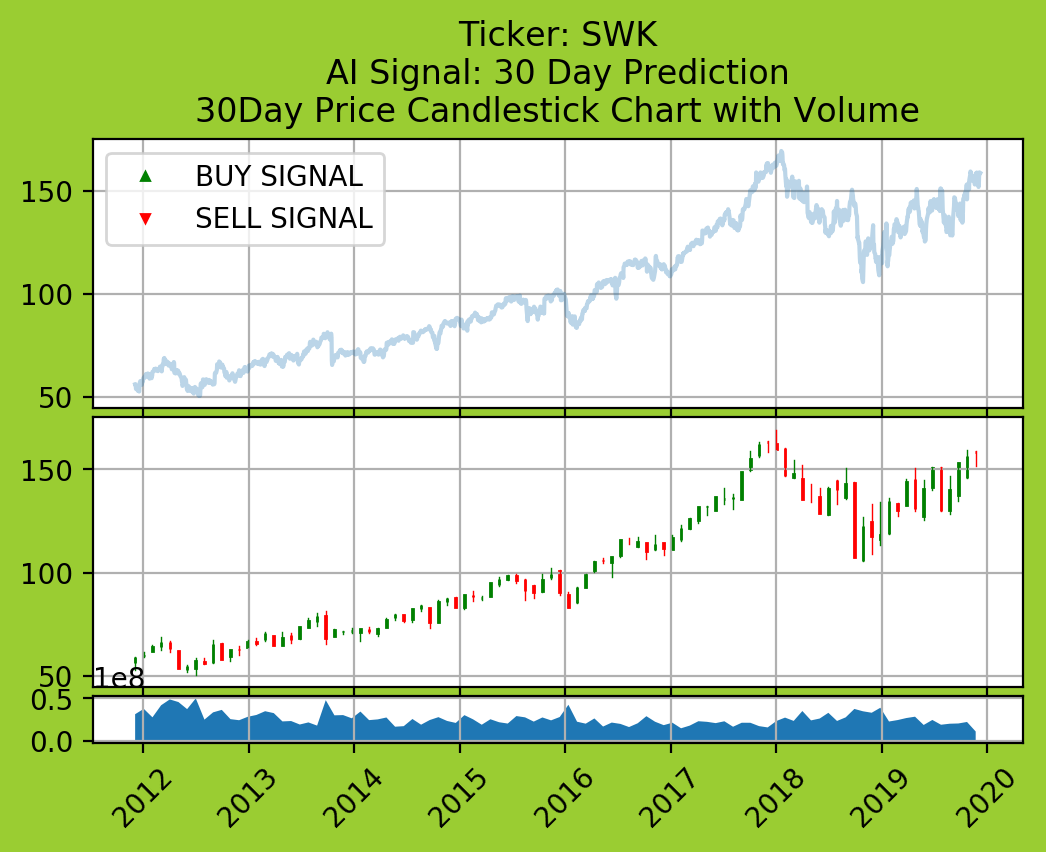 Ticker: SWK
AI Signal: 30 Day Prediction
30Day Price Candlestick Chart with Volume
BUY SIGNAL
SELL SIGNAL
150
100
50
150
100
50
1e8
0.5
0.0
2012 2013 2014 2015 2016 2017 2018 2019 2020